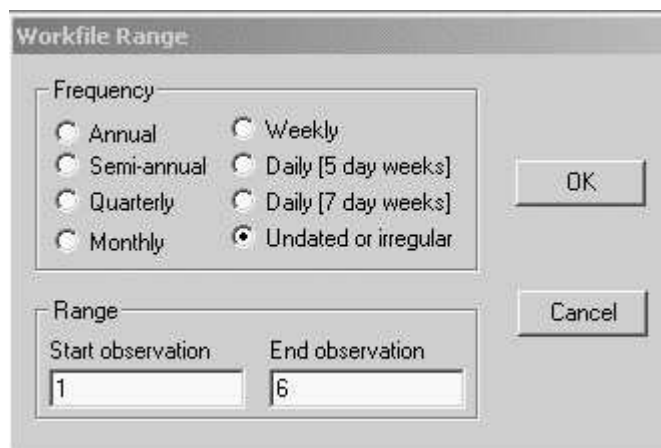 Workfile Range
Frequency
Annual
Semi-annual
Quarterly
Monthly
Weekly
Daily [5 day weeks]
Daily [7 day weeks]
Undated or irregular
OK
Cancel
Range
Start observation
1
End observation
6